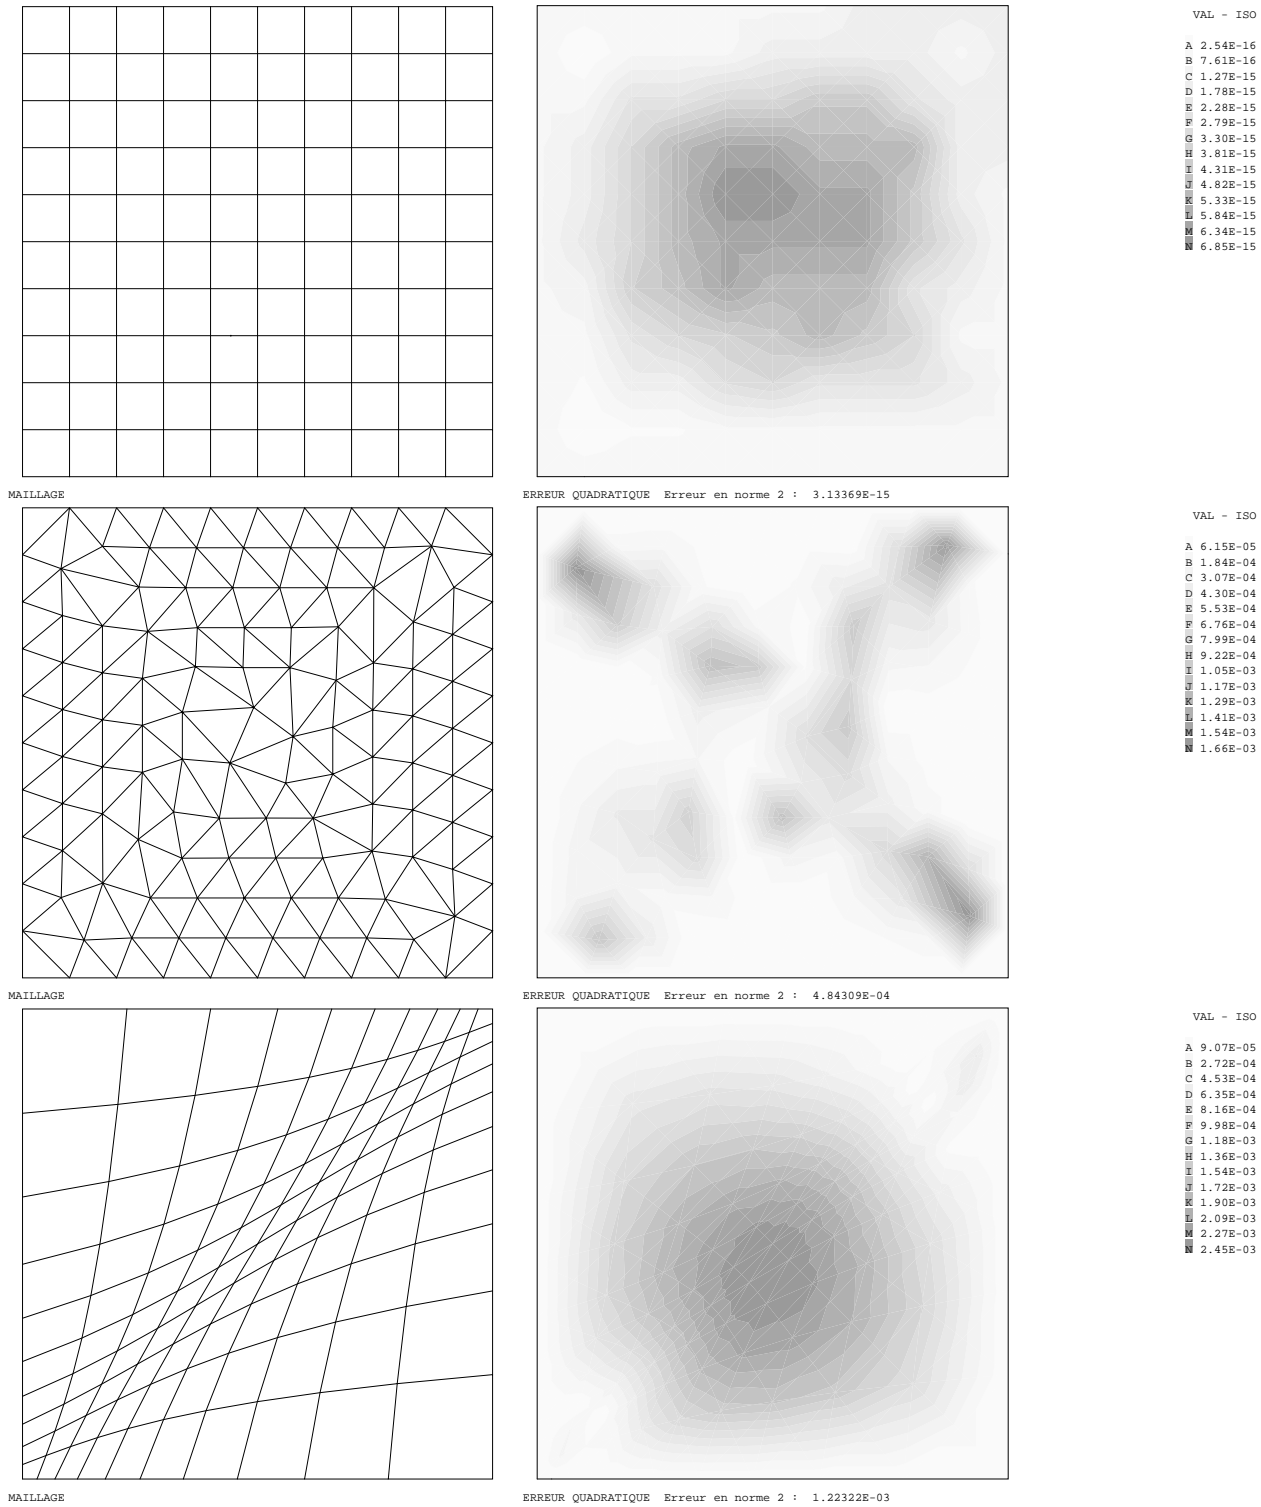 VAL - ISO
A 2.54E-16
B 7.61E-16
C 1.27E-15
D 1.78E-15
E 2.28E-15
F 2.79E-15
G 3.30E-15
H 3.81E-15
I 4.31E-15
J 4.82E-15
K 5.33E-15
L 5.84E-15
M 6.34E-15
N 6.85E-15
MAILLAGE
ERREUR QUADRATIQUE Erreur en norme 2 : 3.13369E-15
VAL - ISO
A 6.15E-05
B 1.84E-04
C 3.07E-04
D 4.30E-04
E 5.53E-04
F 6.76E-04
G 7.99E-04
H 9.22E-04
I 1.05E-03
J 1.17E-03
K 1.29E-03
L 1.41E-03
M 1.54E-03
N 1.66E-03
MAILLAGE
ERREUR QUADRATIQUE Erreur en norme 2 : 4.84309E-04
VAL - ISO
A 9.07E-05
B 2.72E-04
C 4.53E-04
D 6.35E-04
E 8.16E-04
F 9.98E-04
G 1.18E-03
H 1.36E-03
I 1.54E-03
J 1.72E-03
K 1.90E-03
L 2.09E-03
M 2.27E-03
N 2.45E-03
MAILLAGE
ERREUR QUADRATIQUE Erreur en norme 2 : 1.22322E-03